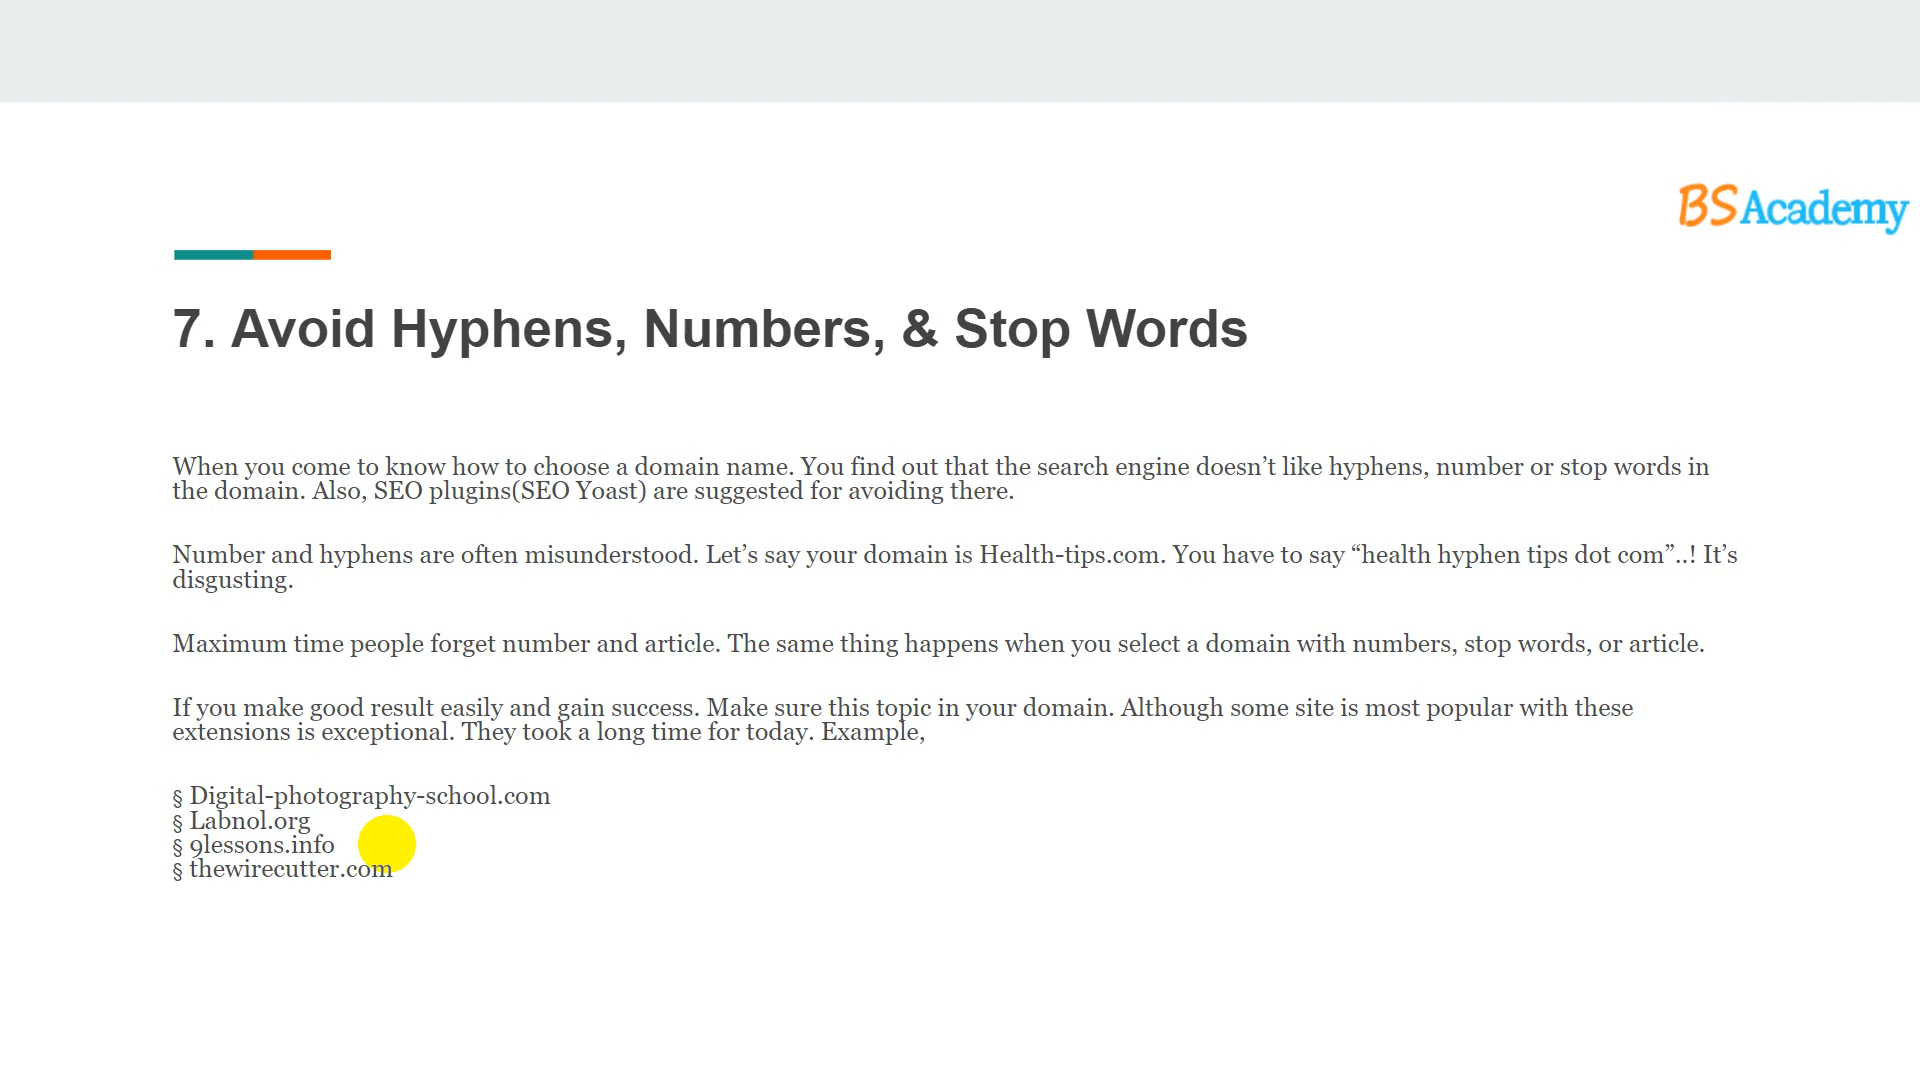 BS Academy
7. Avoid Hyphens, Numbers, & Stop Words
When you come to know how to choose a domain name. You find out that the search engine doesn’t like hyphens, number or stop words in
the domain. Also, SEO plugins(SEO Yoast) are suggested for avoiding there.
Number and hyphens are often misunderstood. Let’s say your domain is Health-tips.com. You have to say “health hyphen tips dot com”..! It’s
disgusting.
Maximum time people forget number and article. The same thing happens when you select a domain with numbers, stop words, or article.
If you make good result easily and gain success. Make sure this topic in your domain. Although some site is most popular with these
extensions is exceptional. They took a long time for today. Example,
§ Digital-photography-school.com
§ Labnol.org
§ 9lessons.info
§ thewirecutter.com